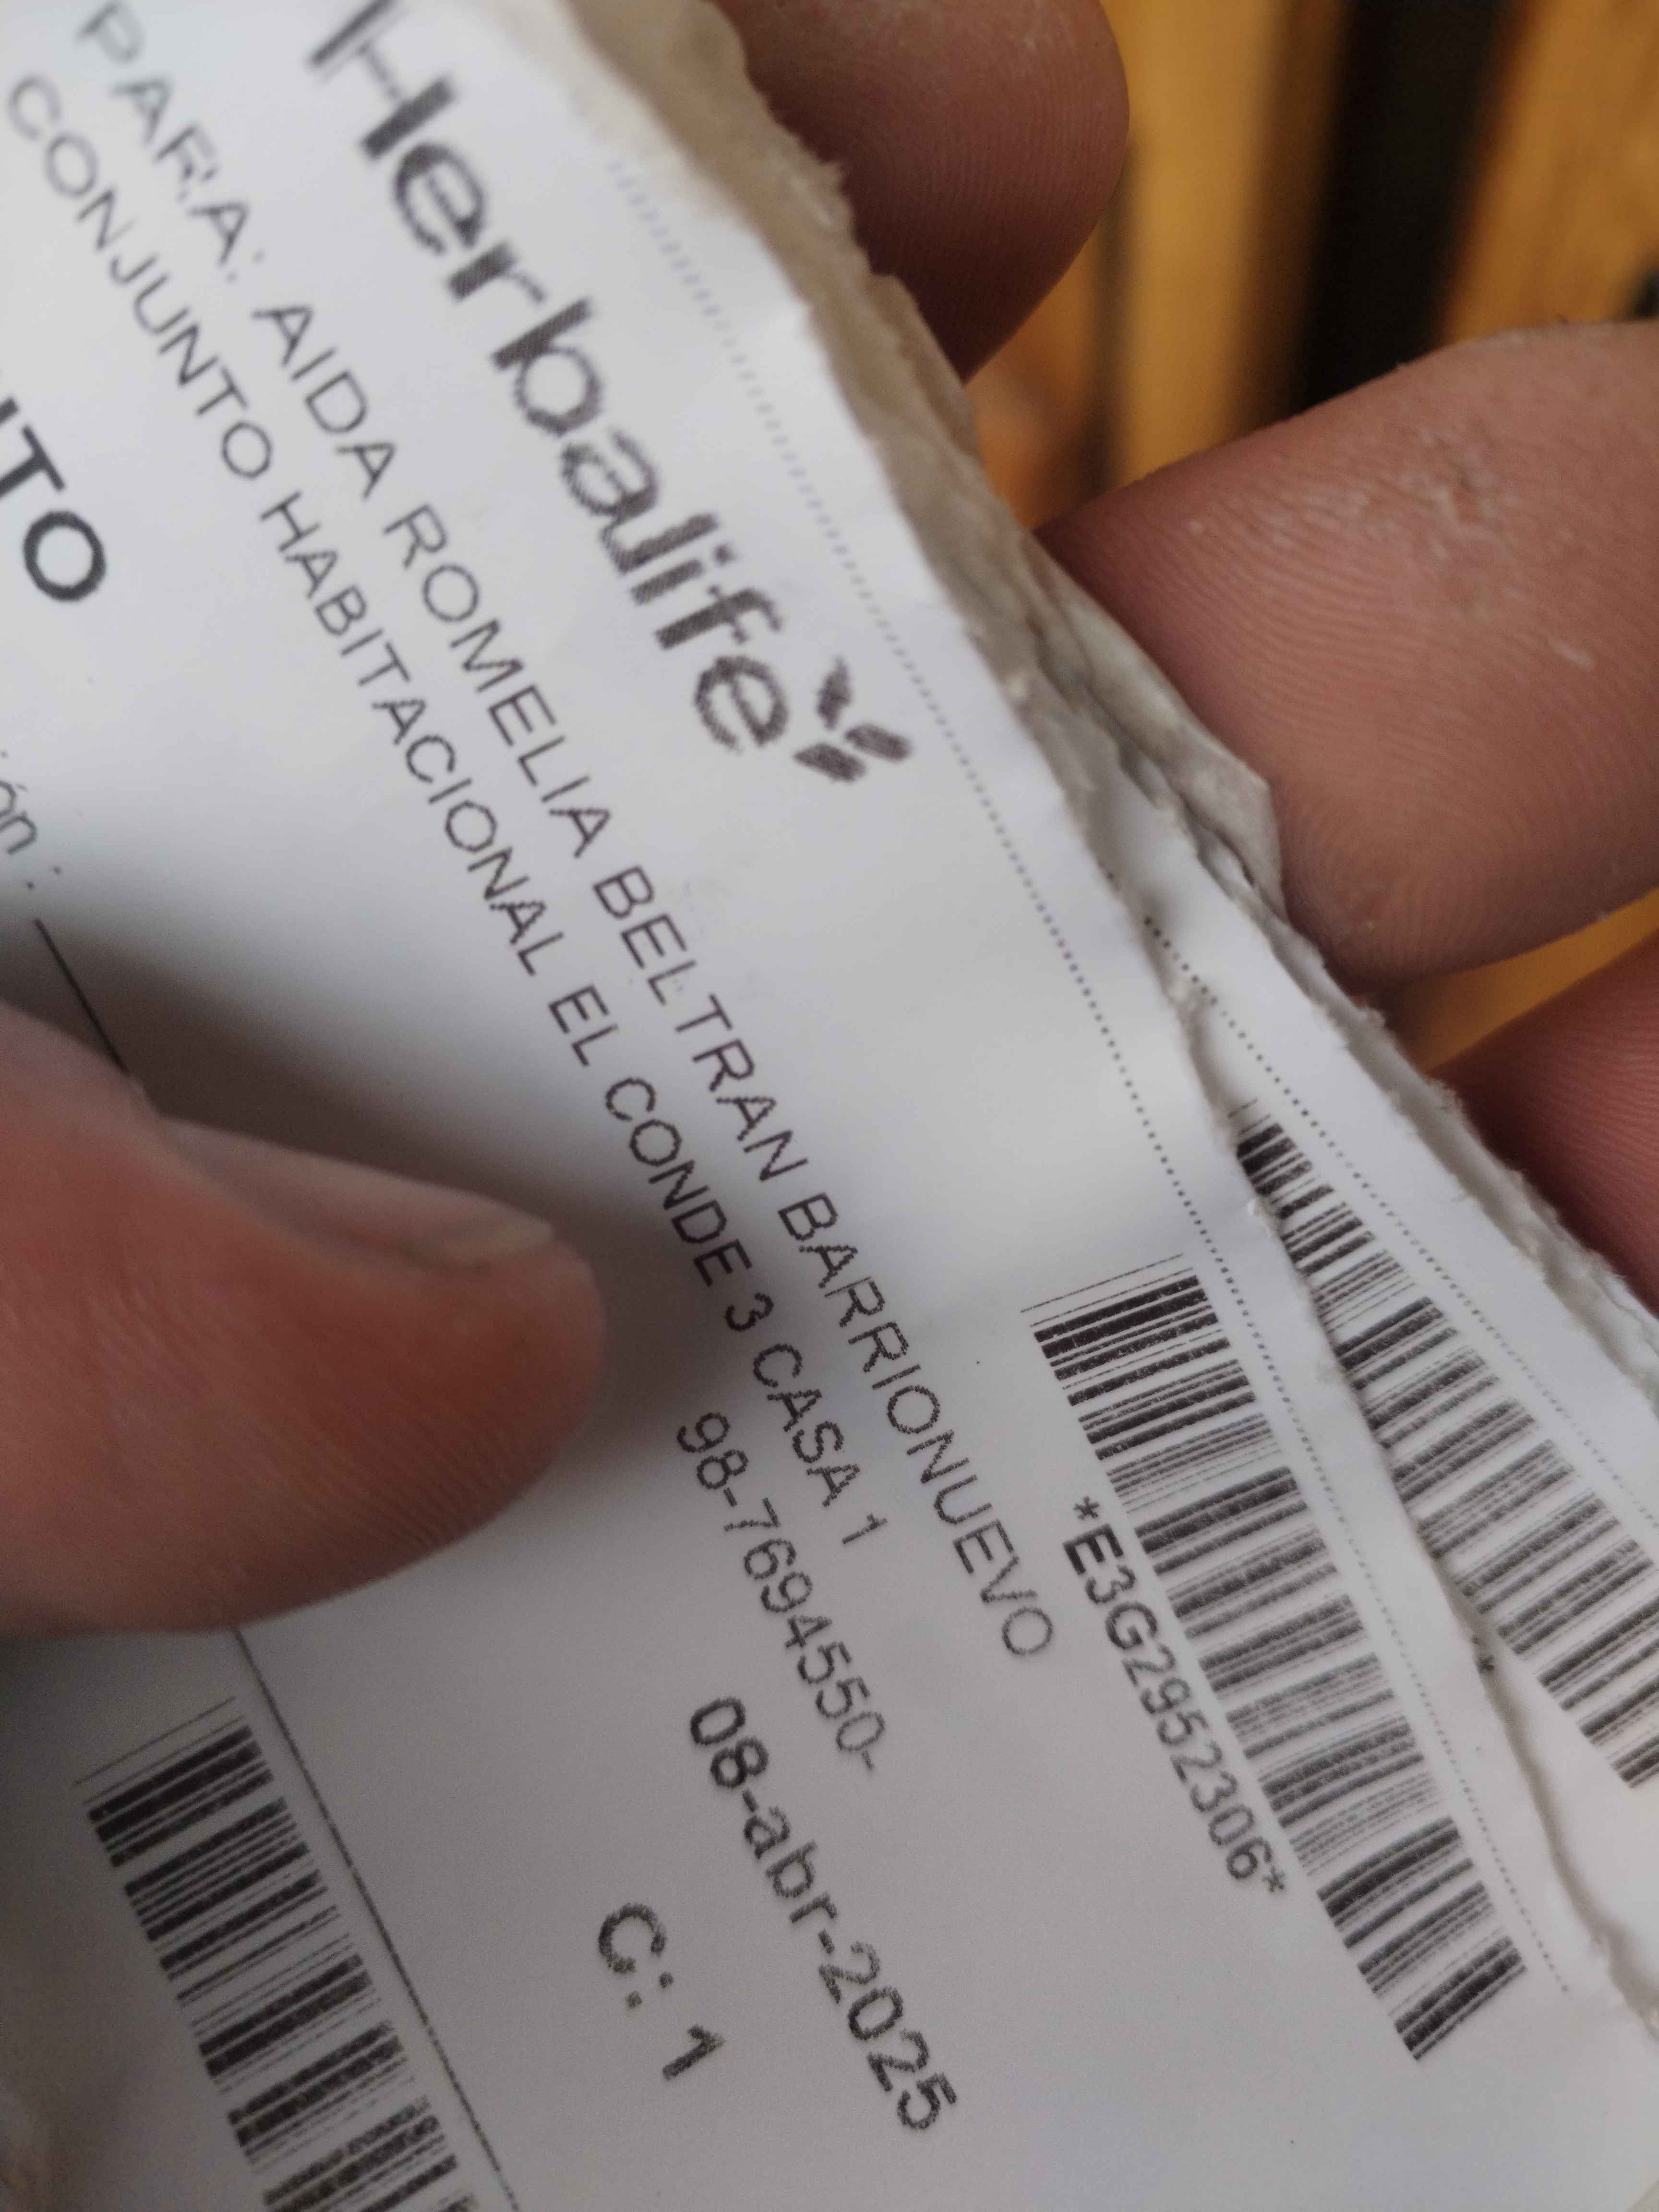 Herbalife
*E3G2952306*
PARA: AIDA ROMELIA BELTRAN BARRIONUEVO
CONJUNTO HABITACIONAL EL CONDE 3 CASA 1
98-7694550-
08-abr-2025
C: 1